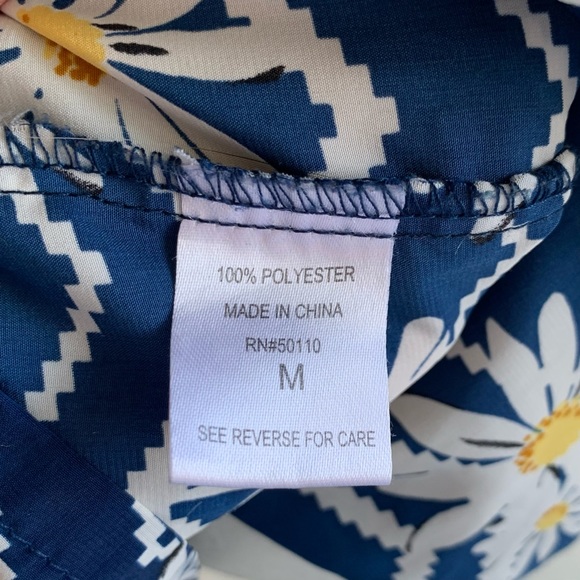 100% POLYESTER
MADE IN CHINA
RN#50110
M
SEE REVERSE FOR CARE